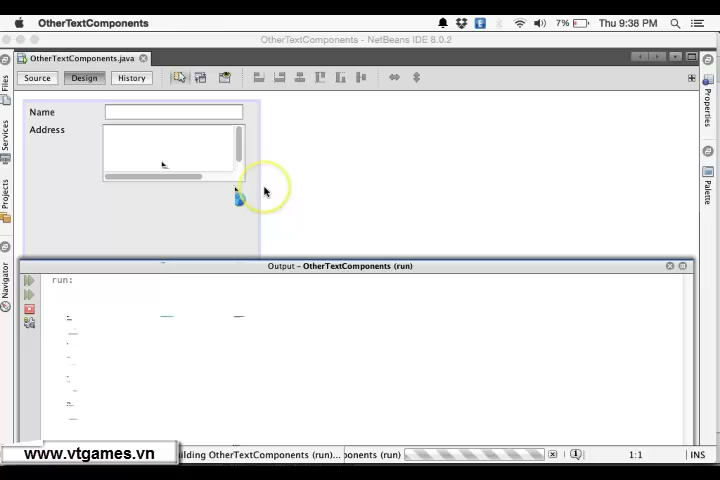 OtherTextComponents
7%
Thu 9:38 PM
OtherTextComponents - NetBeans IDE 8.0.2
OtherTextComponents.java
Source
Design
History
Files
Services
Projects
Navigator
Properties
Palette
Name
Address
Output - OtherTextComponents (run)
run:
www.vtgames.vn
uilding OtherTextComponents (run)...
ponents (run)
1:1
INS